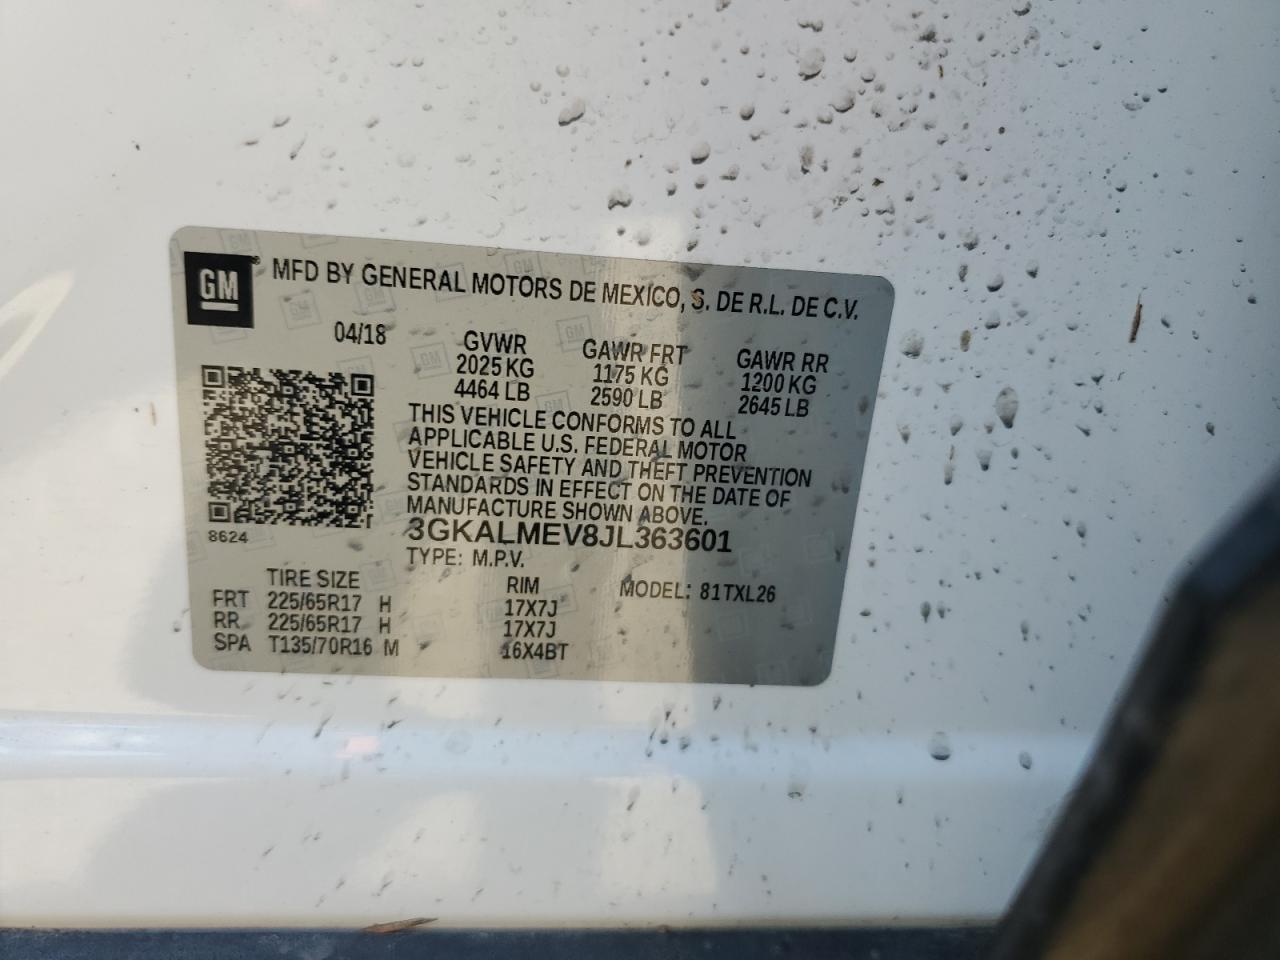 GM ® MFD BY GENERAL MOTORS DE MEXICO, S. DE R.L. DE C.V.
04/18 GVWR GAWR FRT GAWR RR
2025 KG 1175 KG 1200 KG
4464 LB 2590 LB 2645 LB
THIS VEHICLE CONFORMS TO ALL
APPLICABLE U.S. FEDERAL MOTOR
VEHICLE SAFETY AND THEFT PREVENTION
STANDARDS IN EFFECT ON THE DATE OF
MANUFACTURE SHOWN ABOVE.
8624 3GKALMEV8JL363601
TYPE: M.P.V.
TIRE SIZE RIM MODEL: 81TXL26
FRT 225/65R17 H 17X7J
RR 225/65R17 H 17X7J
SPA T135/70R16 M 16X4BT